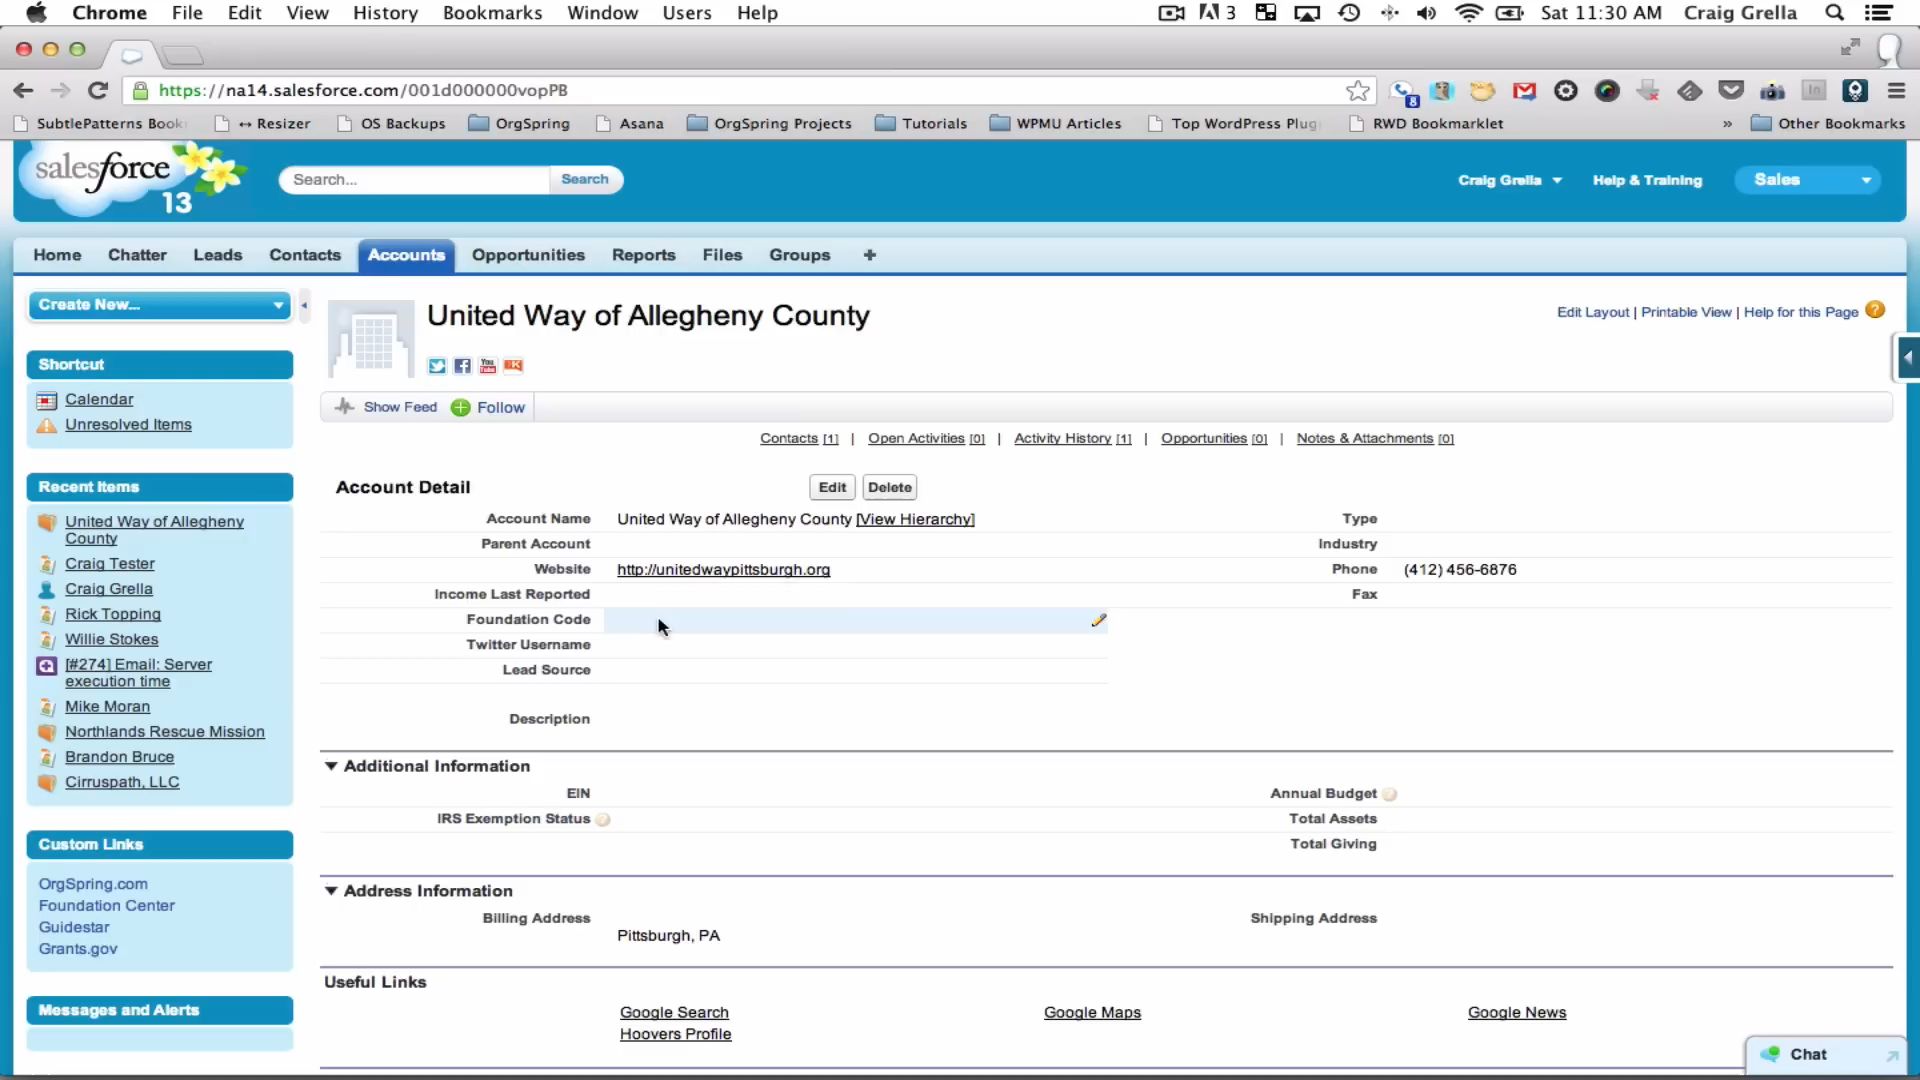 Chrome File Edit View History Bookmarks Window Users Help 3 Sat 11:30 AM Craig Grella
https://na14.salesforce.com/001d000000vopPB 8
SubtlePatterns Book ↔ Resizer OS Backups OrgSpring Asana OrgSpring Projects Tutorials WPMU Articles Top WordPress Plug RWD Bookmarklet » Other Bookmarks
salesforce
13
Search... Search Craig Grella Help & Training Sales
Home Chatter Leads Contacts Accounts Opportunities Reports Files Groups +
Create New...
Shortcut
Calendar
Unresolved Items
Recent Items
United Way of Allegheny
County
Craig Tester
Craig Grella
Rick Topping
Willie Stokes
[#274] Email: Server
execution time
Mike Moran
Northlands Rescue Mission
Brandon Bruce
Cirruspath, LLC
Custom Links
OrgSpring.com
Foundation Center
Guidestar
Grants.gov
Messages and Alerts
United Way of Allegheny County
Edit Layout | Printable View | Help for this Page ?
You Tube K
Show Feed Follow
Contacts [1] | Open Activities [0] | Activity History [1] | Opportunities [0] | Notes & Attachments [0]
Account Detail Edit Delete
Account Name United Way of Allegheny County [View Hierarchy] Type
Parent Account Industry
Website http://unitedwaypittsburgh.org Phone (412) 456-6876
Income Last Reported Fax
Foundation Code
Twitter Username
Lead Source
Description
Additional Information
EIN Annual Budget
IRS Exemption Status Total Assets
Total Giving
Address Information
Billing Address Shipping Address
Pittsburgh, PA
Useful Links
Google Search Google Maps Google News
Hoovers Profile
Chat